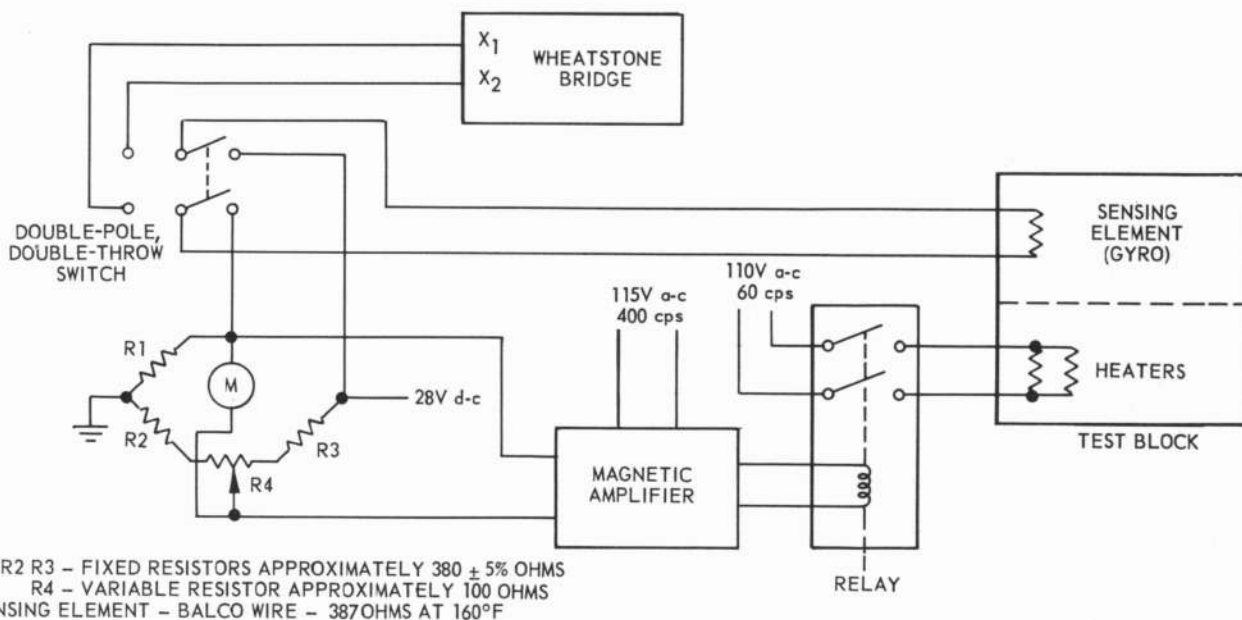 X1
WHEATSTONE
BRIDGE
X2
DOUBLE-POLE,
DOUBLE-THROW
SWITCH
SENSING
ELEMENT
(GYRO)
110V a-c
60 cps
115V a-c
400 cps
R1
M
HEATERS
28V d-c
R2
R3
R4
TEST BLOCK
MAGNETIC
AMPLIFIER
RELAY
R2 R3 – FIXED RESISTORS APPROXIMATELY 380 ± 5% OHMS
R4 – VARIABLE RESISTOR APPROXIMATELY 100 OHMS
NSING ELEMENT – BALCO WIRE – 387OHMS AT 160°F